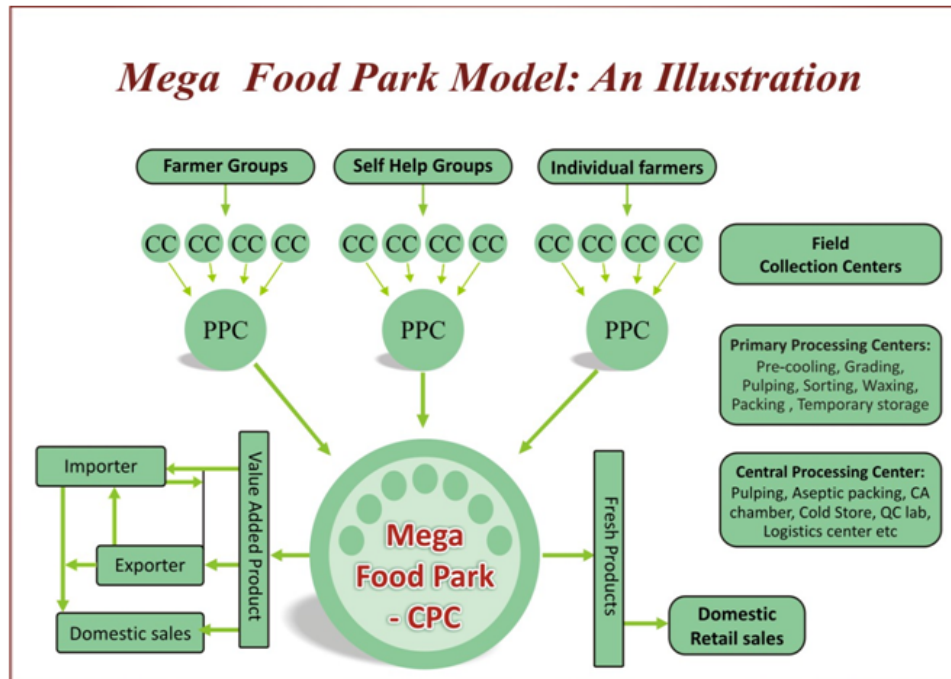 Mega Food Park Model: An Illustration
Farmer Groups
Self Help Groups
Individual farmers
CC CC CC CC
CC CC CC CC
CC CC CC CC
Field
Collection Centers
PPC
PPC
PPC
Primary Processing Centers:
Pre-cooling, Grading,
Pulping, Sorting, Waxing,
Packing , Temporary storage
Central Processing Center:
Pulping, Aseptic packing, CA
chamber, Cold Store, QC lab,
Logistics center etc
Importer
Exporter
Domestic sales
Value Added Product
Mega
Food Park
- CPC
Fresh Products
Domestic
Retail sales